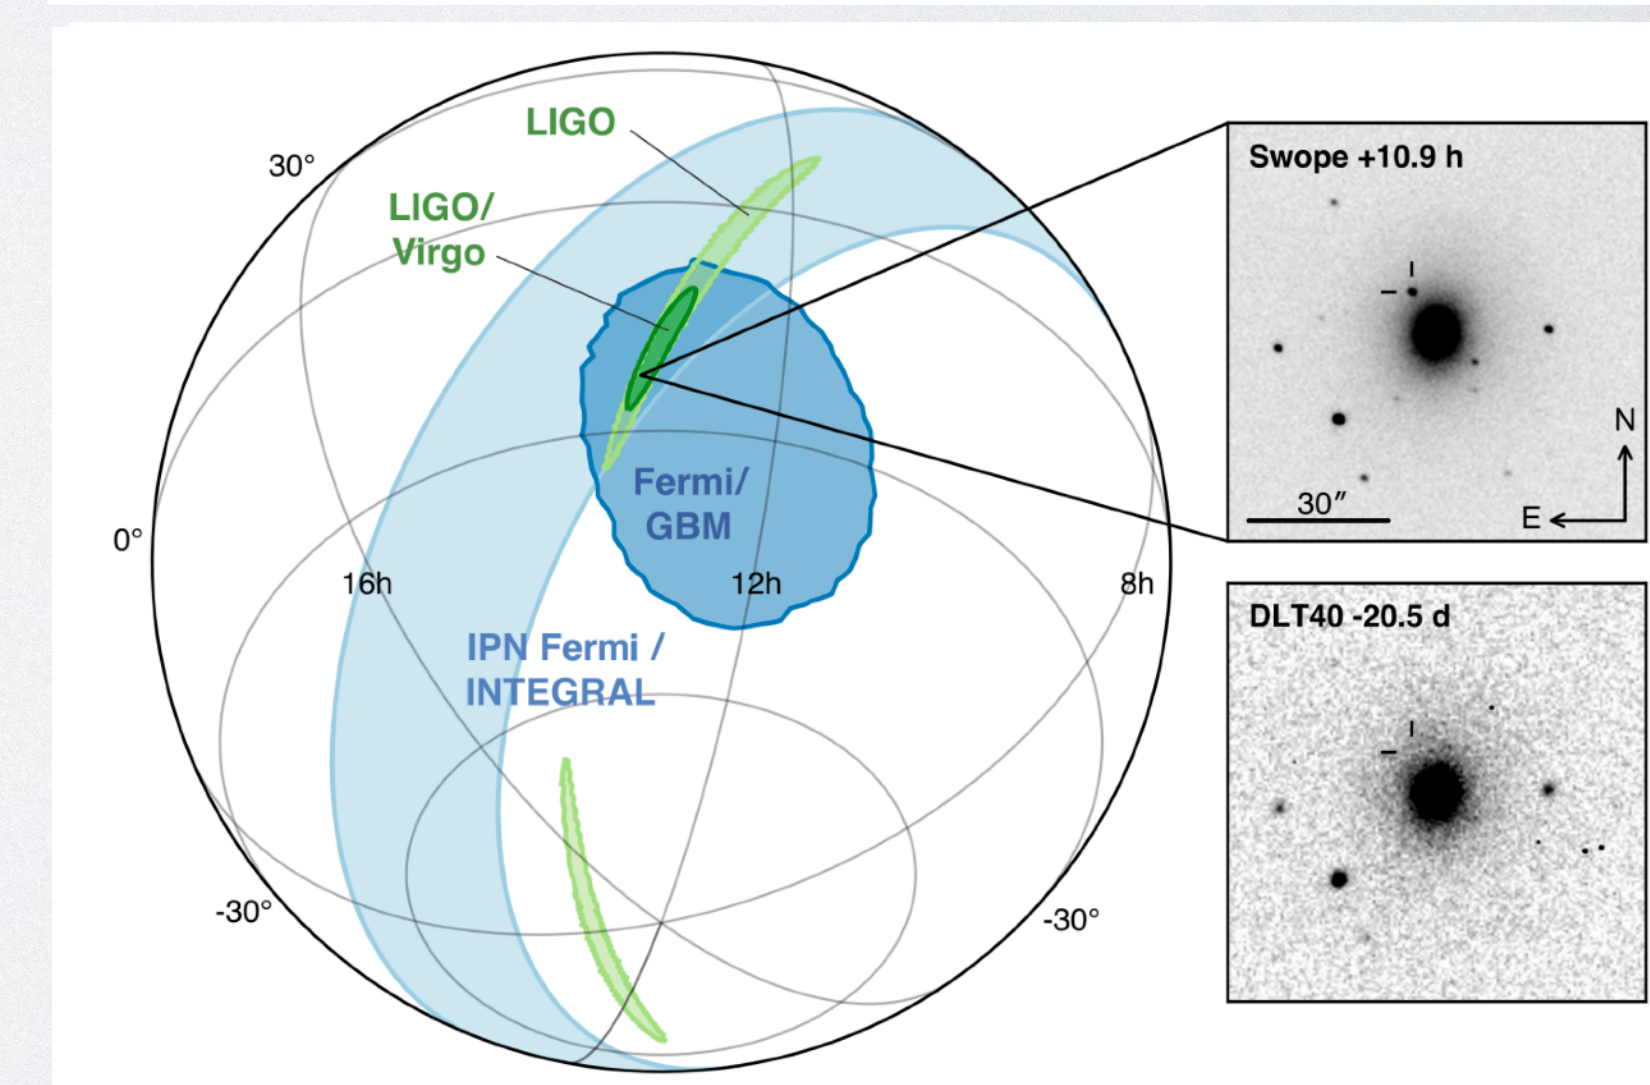 LIGO
30°
LIGO/
Virgo
Fermi/
GBM
0°
16h
12h
8h
IPN Fermi /
INTEGRAL
-30°
-30°
Swope +10.9 h
N
30″
E
DLT40 -20.5 d